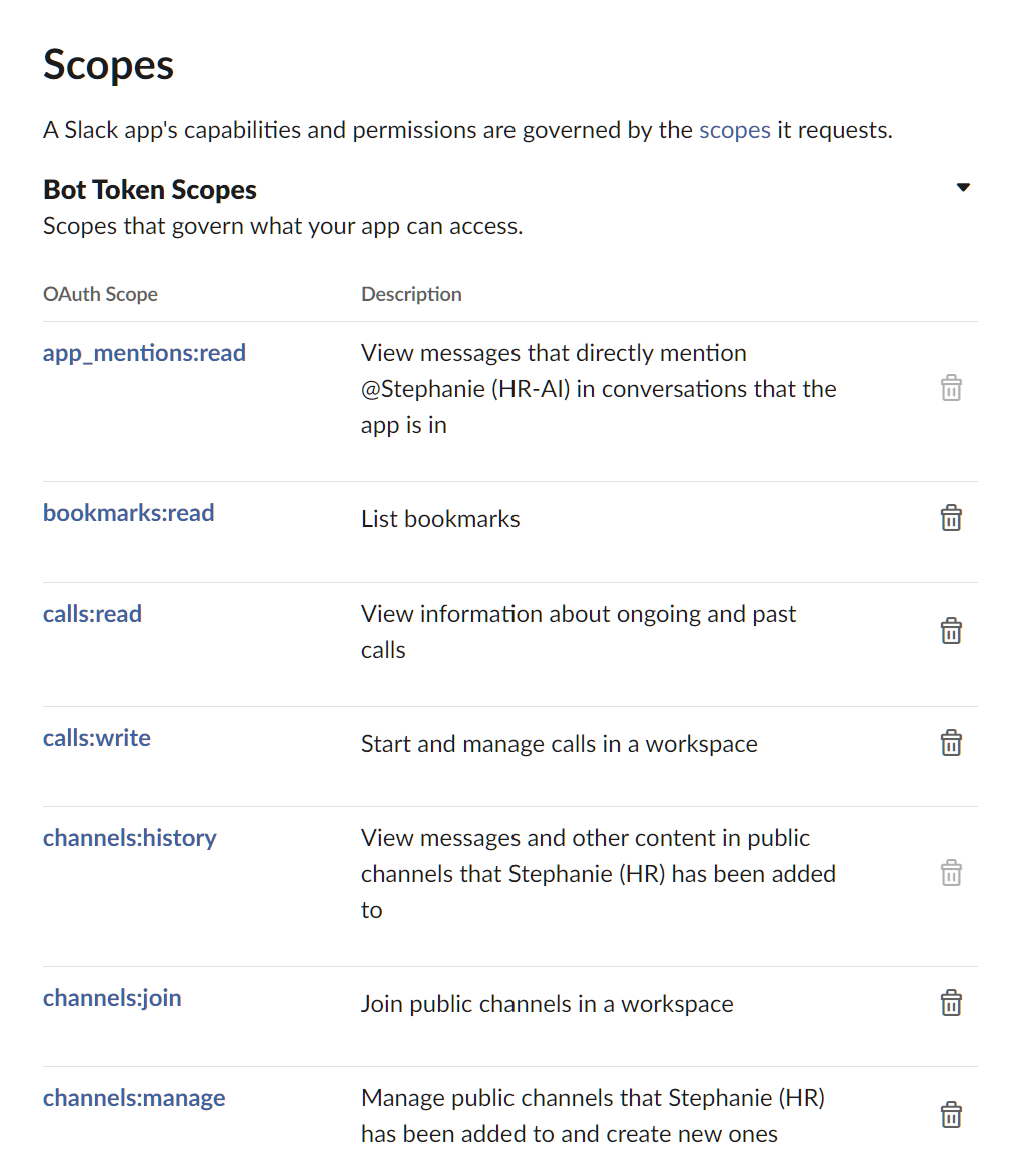 Scopes
A Slack app's capabilities and permissions are governed by the scopes it requests.
Bot Token Scopes
Scopes that govern what your app can access.
OAuth Scope Description
app_mentions:read View messages that directly mention
@Stephanie (HR-AI) in conversations that the
app is in
bookmarks:read List bookmarks
calls:read View information about ongoing and past
calls
calls:write Start and manage calls in a workspace
channels:history View messages and other content in public
channels that Stephanie (HR) has been added
to
channels:join Join public channels in a workspace
channels:manage Manage public channels that Stephanie (HR)
has been added to and create new ones